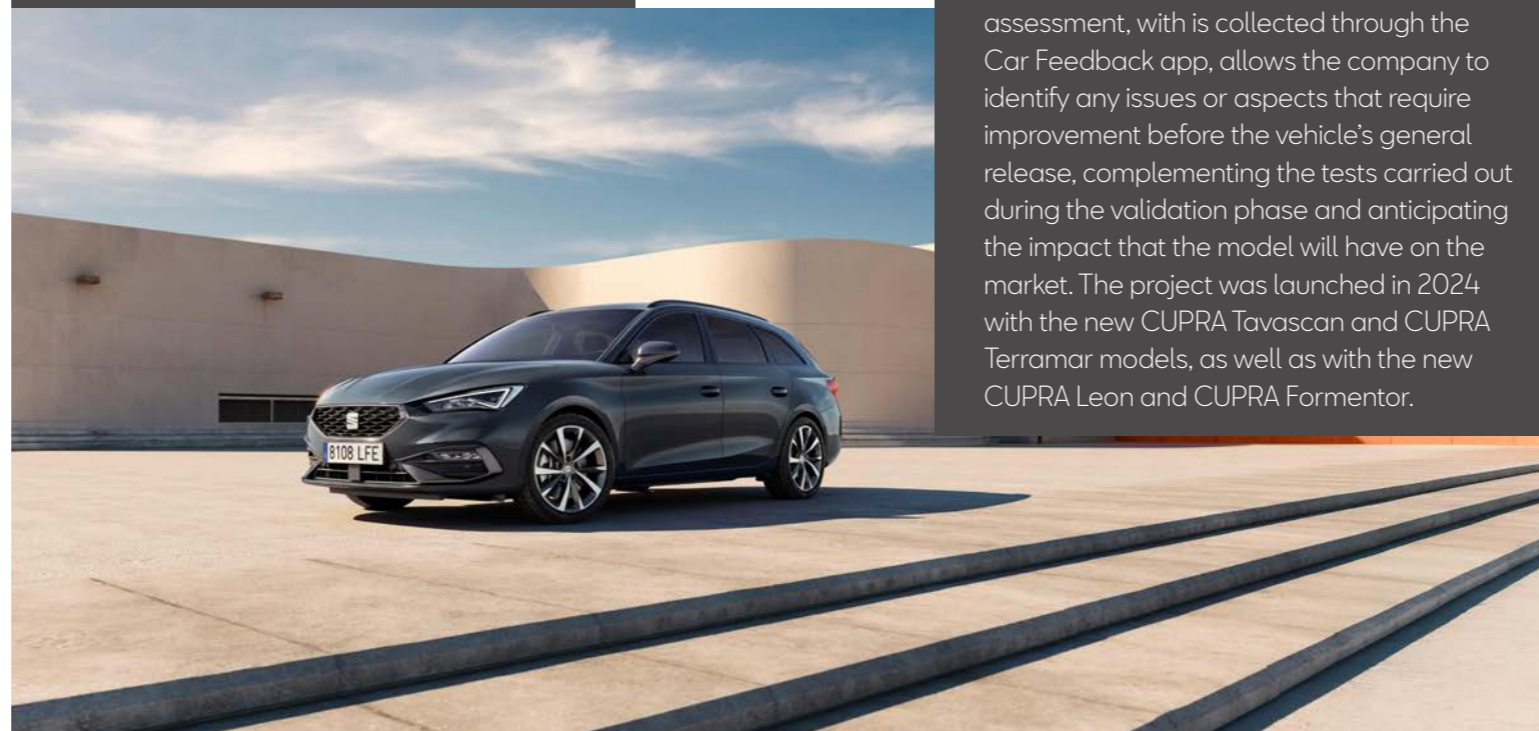 assessment, with is collected through the
Car Feedback app, allows the company to
identify any issues or aspects that require
improvement before the vehicle’s general
release, complementing the tests carried out
during the validation phase and anticipating
the impact that the model will have on the
market. The project was launched in 2024
with the new CUPRA Tavascan and CUPRA
Terramar models, as well as with the new
CUPRA Leon and CUPRA Formentor.
8108 LFE